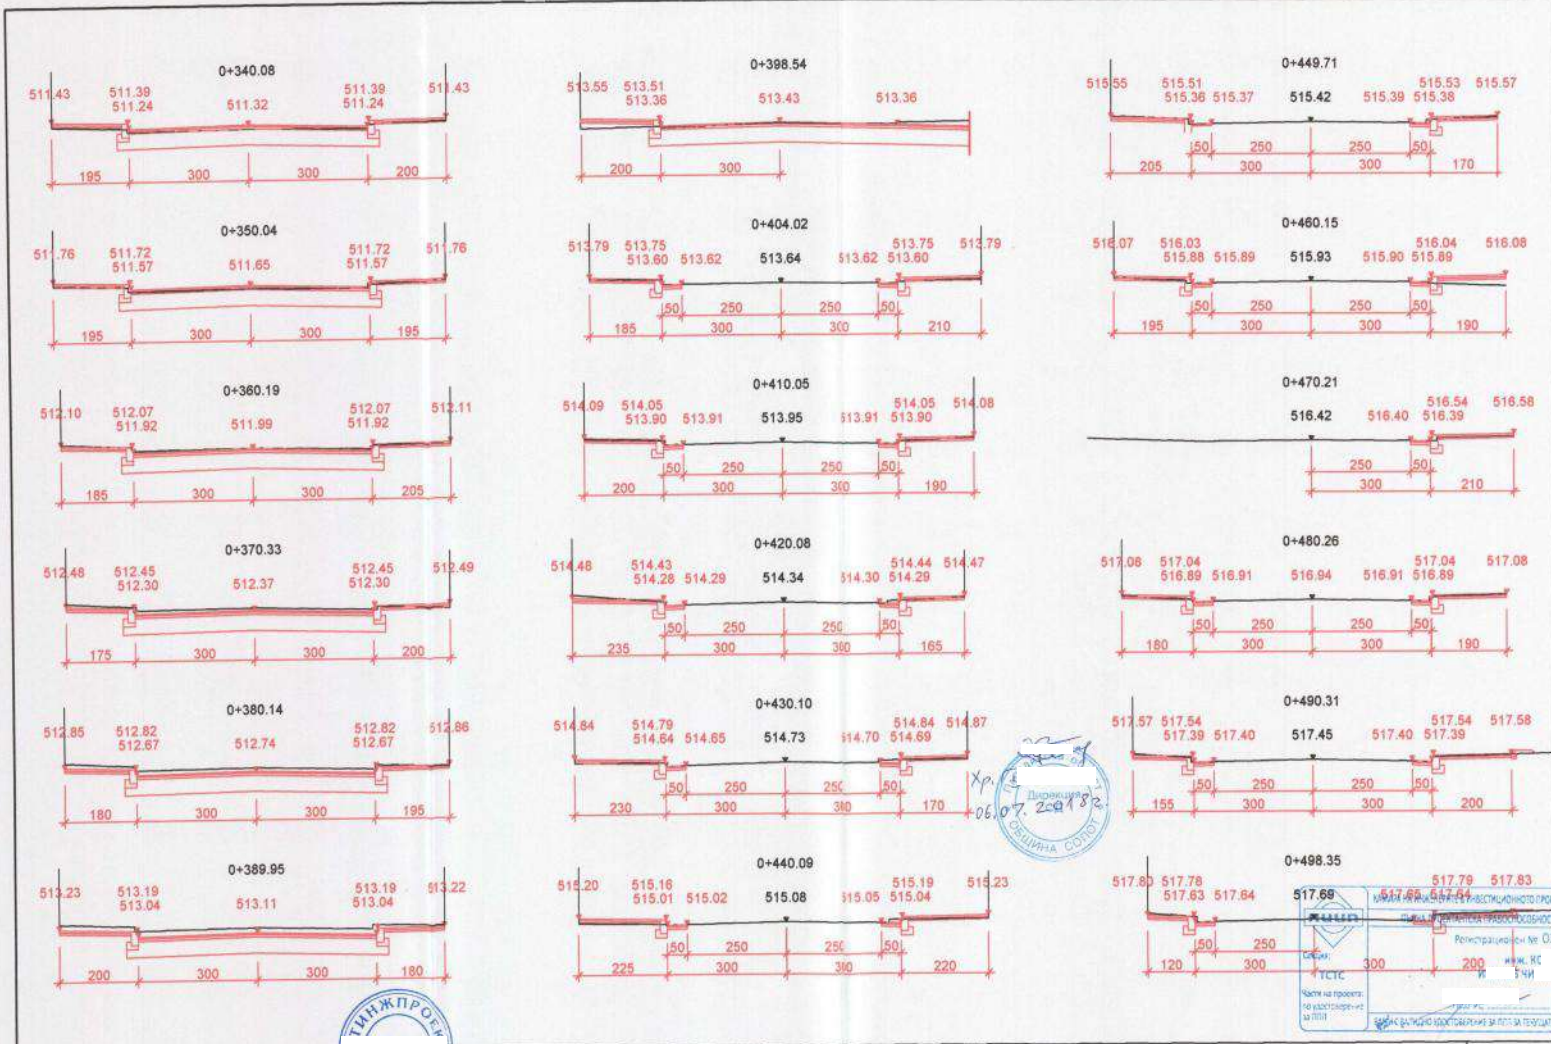 0+340.08
511.43 511.39 511.39 511.43
511.24 511.32 511.24
195 300 300 200
0+350.04
511.76 511.72 511.72 511.76
511.57 511.65 511.57
195 300 300 195
0+360.19
512.10 512.07 512.07 512.11
511.92 511.99 511.92
185 300 300 205
0+370.33
512.48 512.45 512.45 512.49
512.30 512.37 512.30
175 300 300 200
0+380.14
512.85 512.82 512.82 512.86
512.67 512.74 512.67
180 300 300 195
0+389.95
513.23 513.19 513.19 513.22
513.04 513.11 513.04
200 300 300 180
0+398.54
513.55 513.51
513.36 513.43 513.36
200 300
0+404.02
513.79 513.75 513.75 513.79
513.60 513.62 513.64 513.62 513.60
50 250 250 50
185 300 300 210
0+410.05
514.09 514.05 514.05 514.08
513.90 513.91 513.95 513.91 513.90
50 250 250 50
200 300 300 190
0+420.08
514.48 514.43 514.44 514.47
514.28 514.29 514.34 514.30 514.29
50 250 250 50
235 300 300 165
0+430.10
514.84 514.79 514.84 514.87
514.64 514.65 514.73 514.70 514.69
50 250 250 50
230 300 300 170
0+440.09
515.20 515.16 515.19 515.23
515.01 515.02 515.08 515.05 515.04
50 250 250 50
225 300 300 220
0+449.71
515.55 515.51 515.53 515.57
515.36 515.37 515.42 515.39 515.38
50 250 250 50
205 300 300 170
0+460.15
516.07 516.03 516.04 516.08
515.88 515.89 515.93 515.90 515.89
50 250 250 50
195 300 300 190
0+470.21
516.54 516.58
516.42 516.40 516.39
250 50
300 210
0+480.26
517.08 517.04 517.04 517.08
516.89 516.91 516.94 516.91 516.89
50 250 250 50
180 300 300 190
0+490.31
517.57 517.54 517.54 517.58
517.39 517.40 517.45 517.40 517.39
50 250 250 50
155 300 300 200
0+498.35
517.80 517.78 517.79 517.83
517.63 517.64 517.69 517.65 517.64
50 250
120 300 300 200
Хр.
06.07.2018г.
Дирекция
ОБЩИНА СОПОТ
ТИНЖПРОЕК
КИИП
Регистрационен № 0
Секция:
ТСТС
инж. КО
Части на проекта:
по удостоверение
за ППП